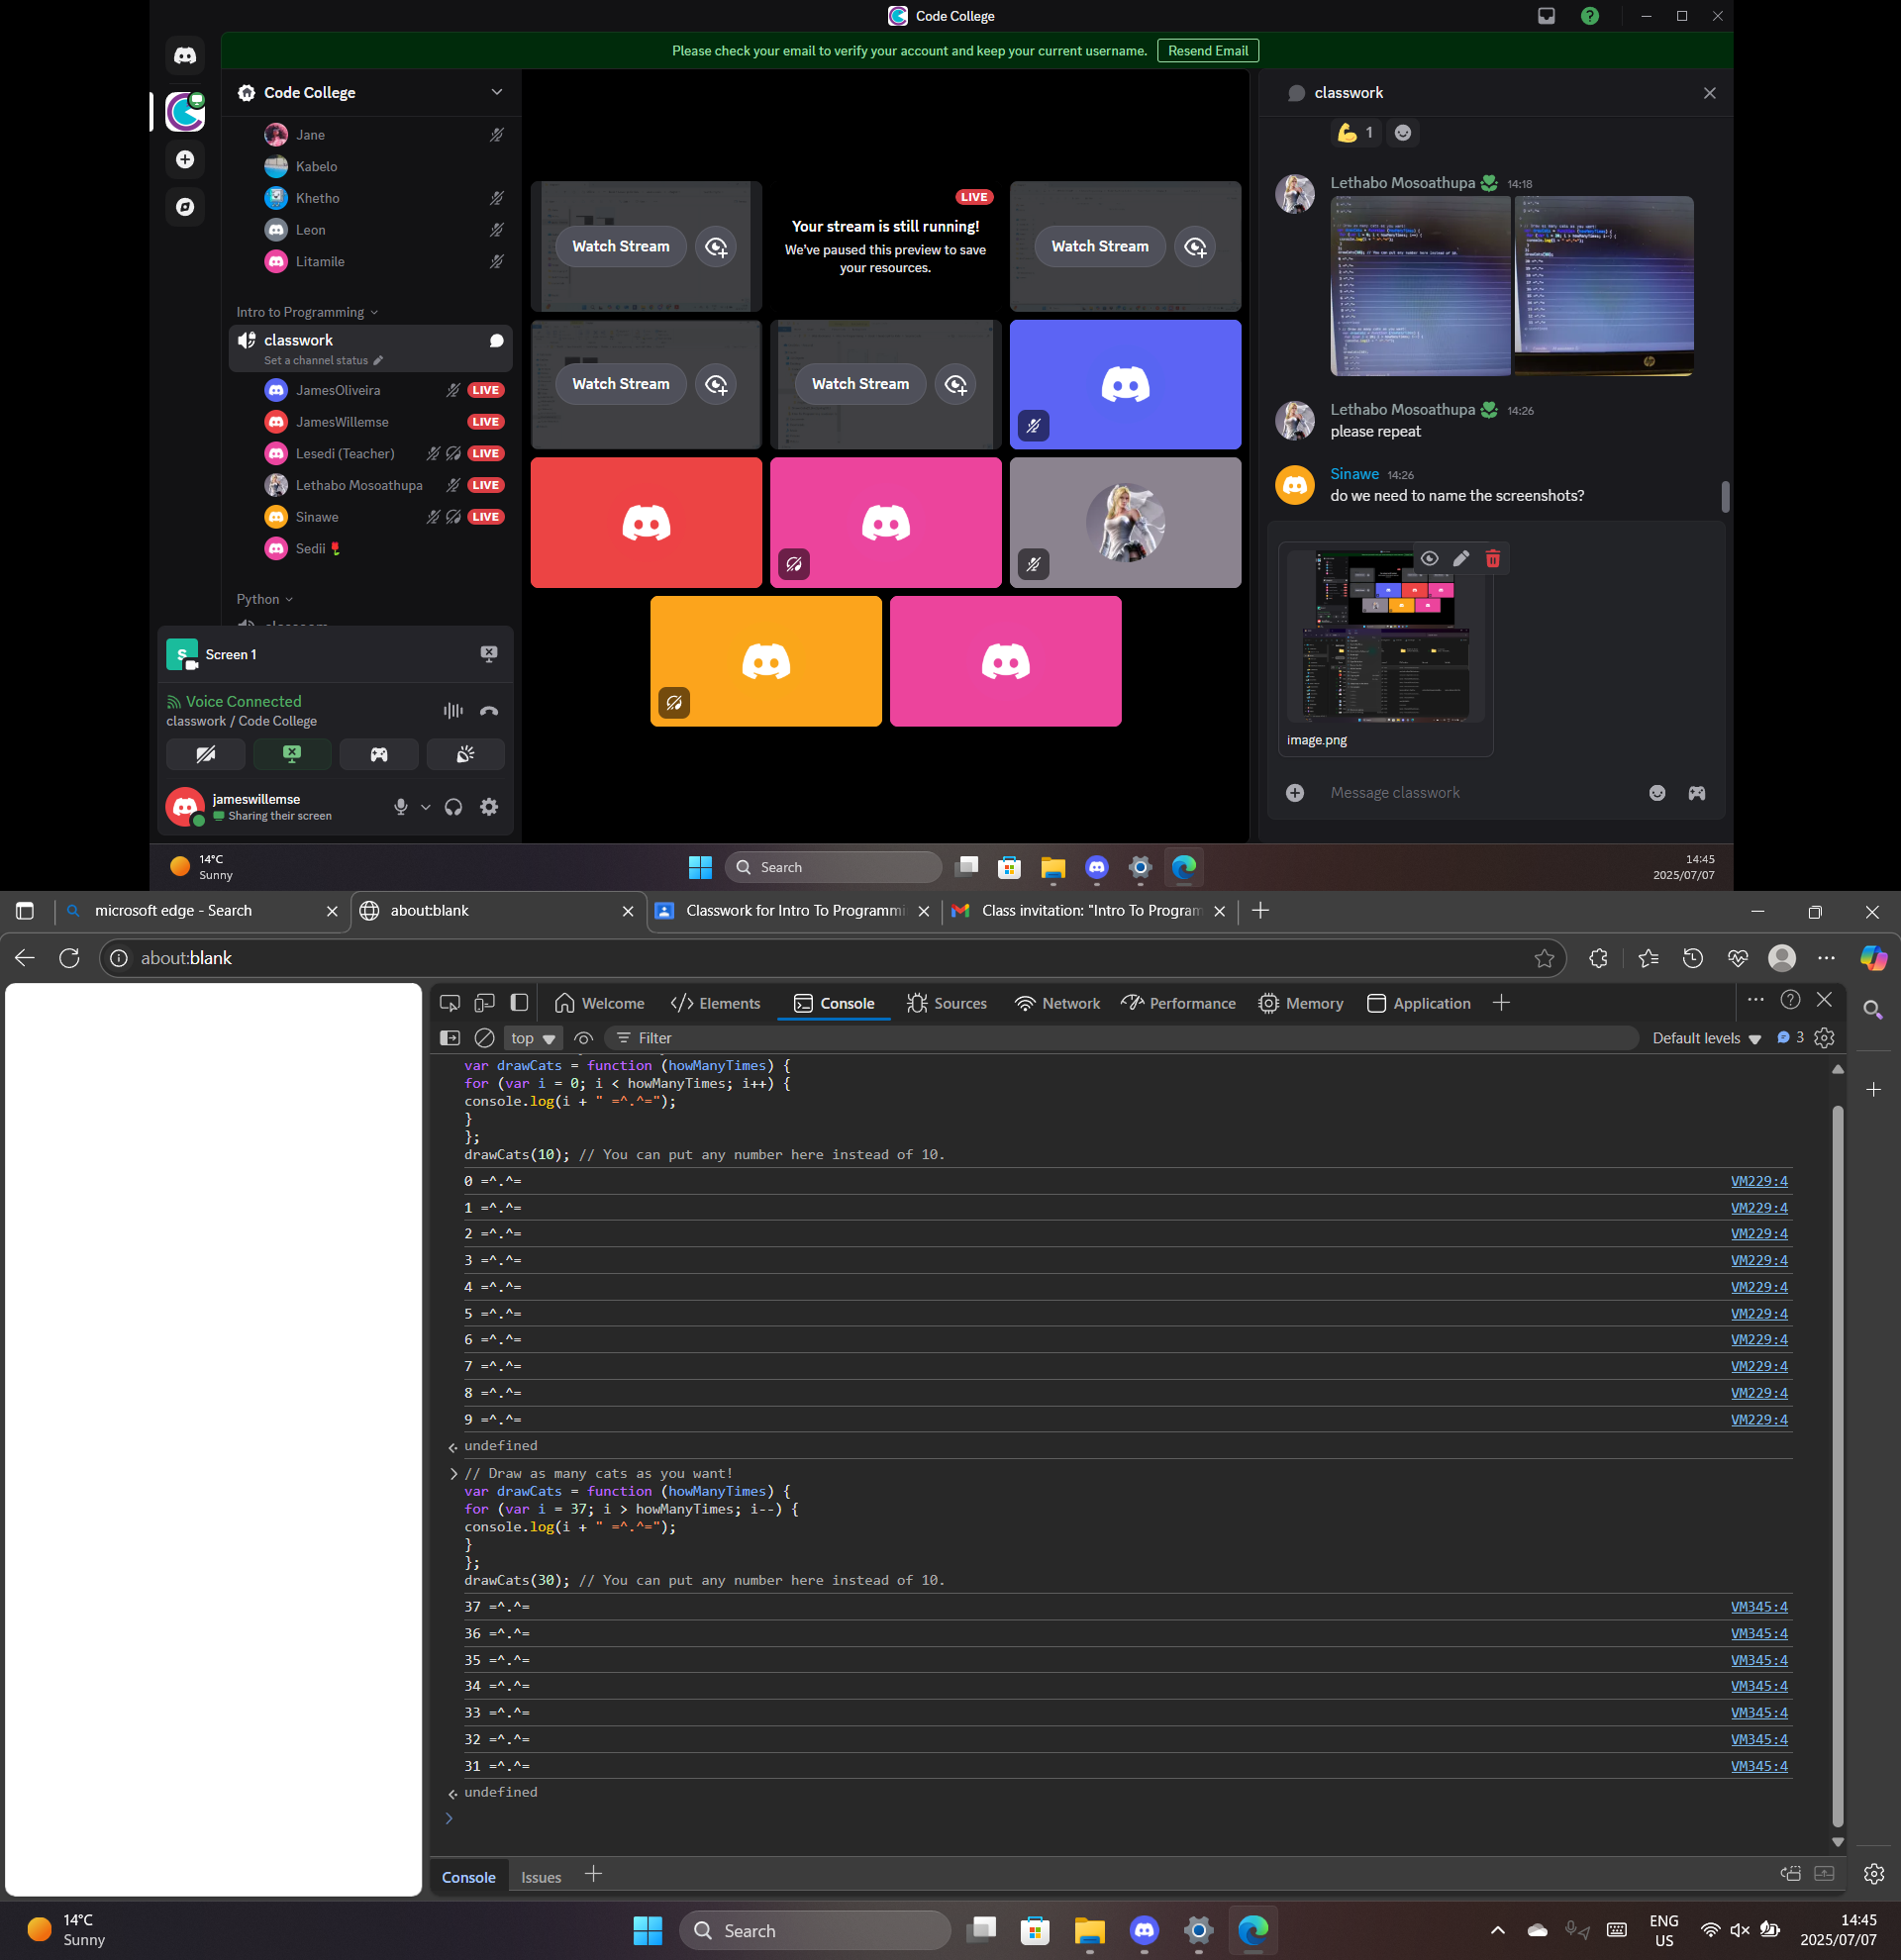 Code College
Please check your email to verify your account and keep your current username.
Resend Email
Code College
Jane
Kabelo
Khetho
Leon
Litamile
Intro to Programming
classwork
Set a channel status
JamesOliveira
LIVE
JamesWillemse
LIVE
Lesedi (Teacher)
LIVE
Lethabo Mosoathupa
LIVE
Sinawe
LIVE
Sedii
Python
S
Screen 1
Voice Connected
classwork / Code College
jameswillemse
Sharing their screen
Watch Stream
LIVE
Your stream is still running!
We've paused this preview to save
your resources.
Watch Stream
Watch Stream
Watch Stream
classwork
1
Lethabo Mosoathupa 14:18
Lethabo Mosoathupa 14:26
please repeat
Sinawe 14:26
do we need to name the screenshots?
image.png
Message classwork
14°C
Sunny
Search
14:45
2025/07/07
microsoft edge - Search
about:blank
Classwork for Intro To Programmi
Class invitation: "Intro To Program
about:blank
Welcome
Elements
Console
Sources
Network
Performance
Memory
Application
top
Filter
Default levels
3
var drawCats = function (howManyTimes) {
for (var i = 0; i < howManyTimes; i++) {
console.log(i + " =^.^=");
}
};
drawCats(10); // You can put any number here instead of 10.
0 =^.^= VM229:4
1 =^.^= VM229:4
2 =^.^= VM229:4
3 =^.^= VM229:4
4 =^.^= VM229:4
5 =^.^= VM229:4
6 =^.^= VM229:4
7 =^.^= VM229:4
8 =^.^= VM229:4
9 =^.^= VM229:4
undefined
// Draw as many cats as you want!
var drawCats = function (howManyTimes) {
for (var i = 37; i > howManyTimes; i--) {
console.log(i + " =^.^=");
}
};
drawCats(30); // You can put any number here instead of 10.
37 =^.^= VM345:4
36 =^.^= VM345:4
35 =^.^= VM345:4
34 =^.^= VM345:4
33 =^.^= VM345:4
32 =^.^= VM345:4
31 =^.^= VM345:4
undefined
Console
Issues
14°C
Sunny
Search
ENG
US
14:45
2025/07/07